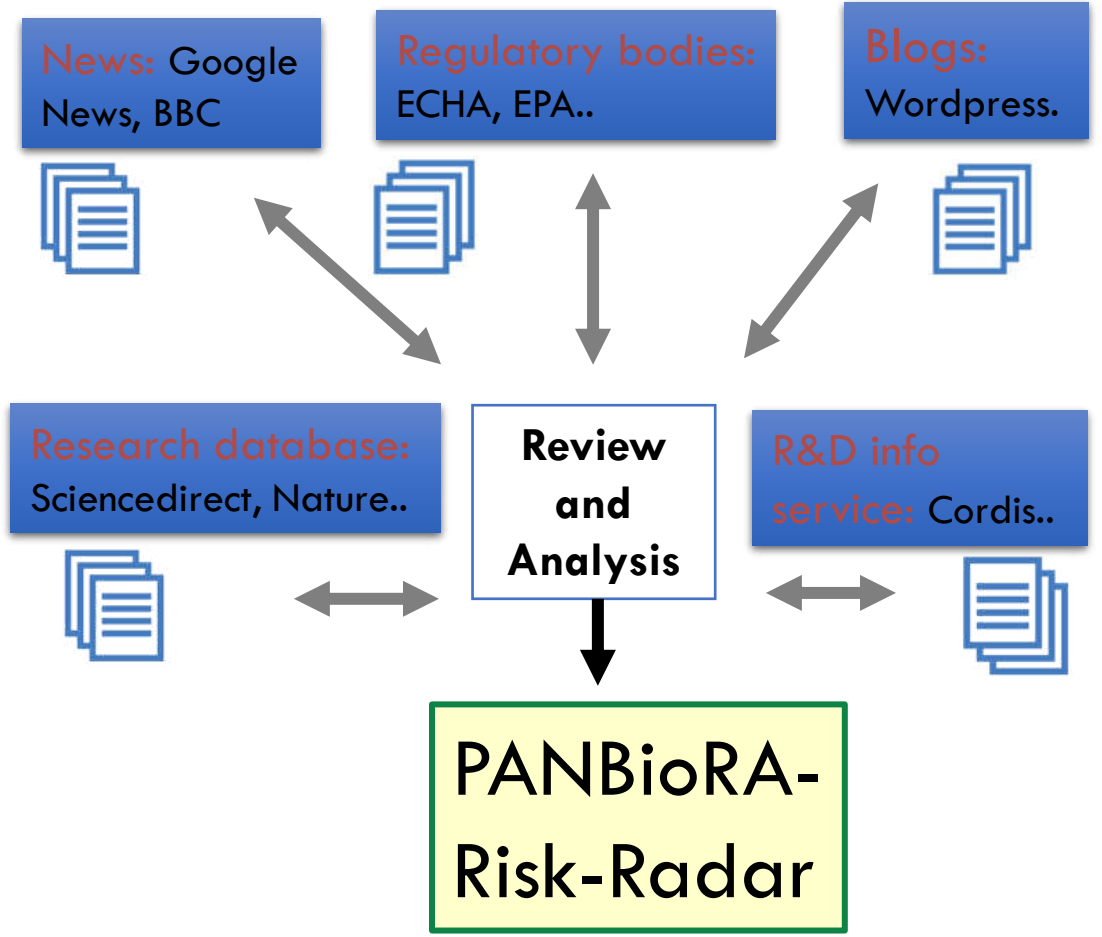 News: Google
News, BBC
Regulatory bodies:
ECHA, EPA..
Blogs:
Wordpress.
Research database:
Sciencedirect, Nature..
Review
and
Analysis
R&D info
service: Cordis..
PANBioRA-
Risk-Radar